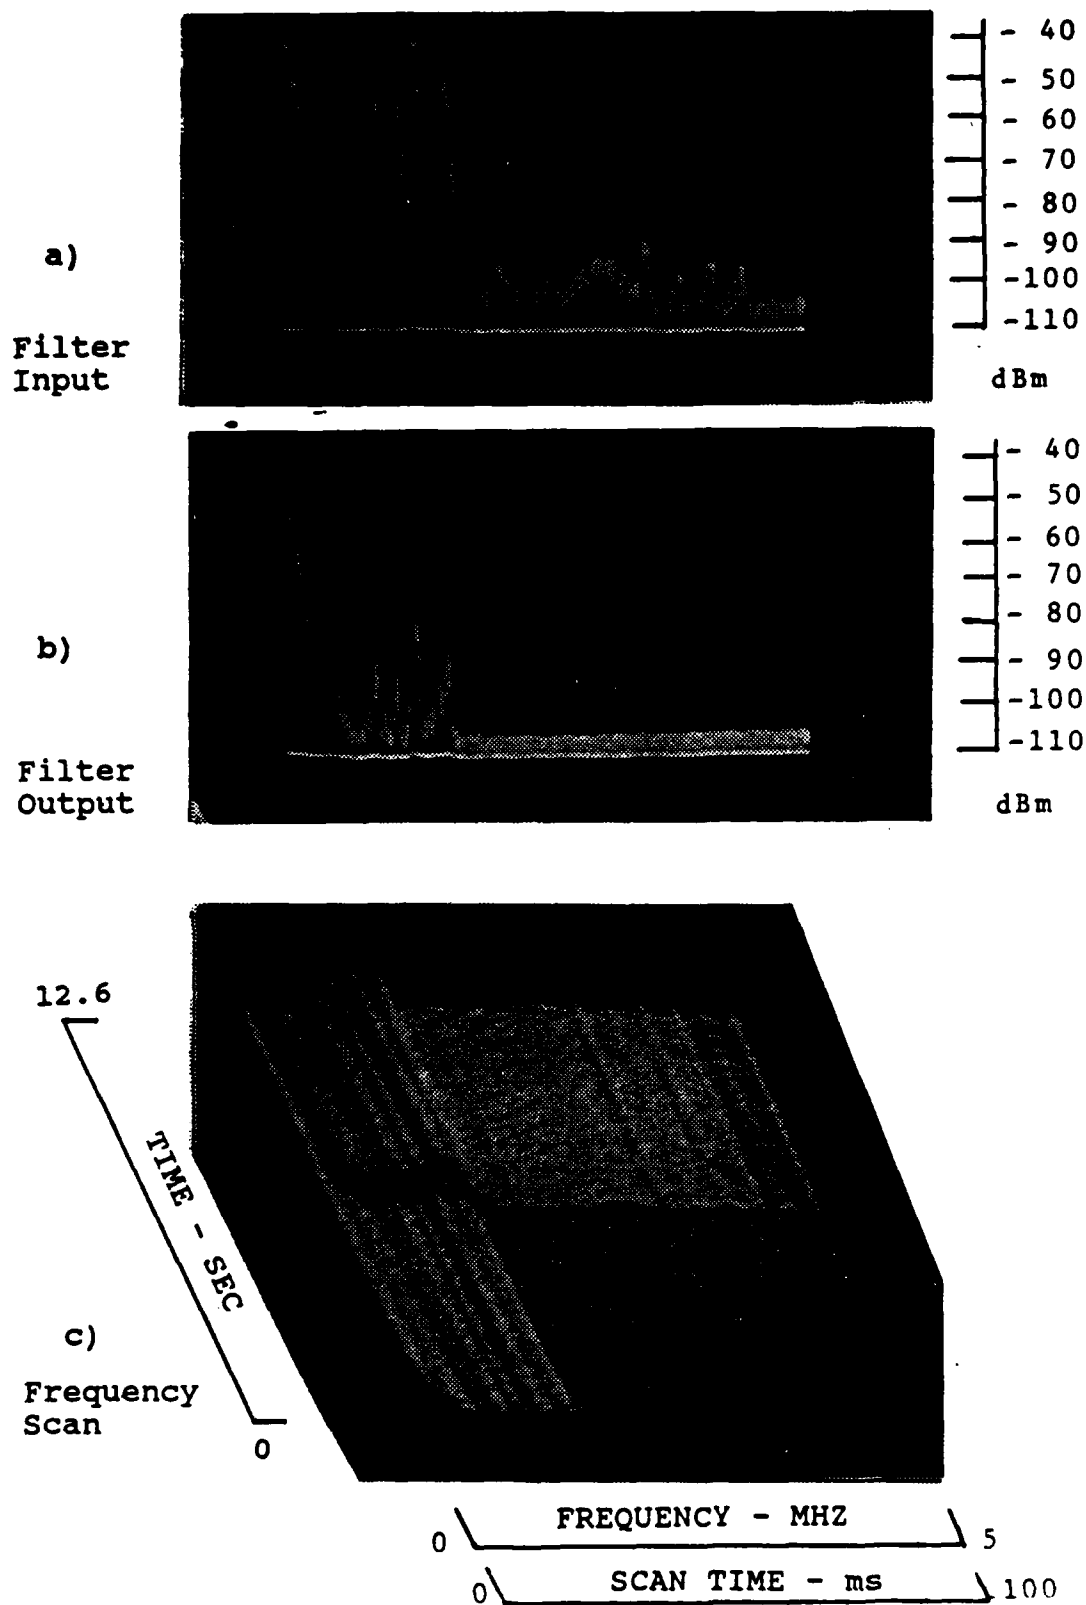 - 40
- 50
- 60
- 70
- 80
- 90
-100
-110
dBm
a)
Filter
Input
- 40
- 50
- 60
- 70
- 80
- 90
-100
-110
dBm
b)
Filter
Output
12.6
TIME - SEC
0
c)
Frequency
Scan
0 FREQUENCY - MHZ 5
0 SCAN TIME - ms 100